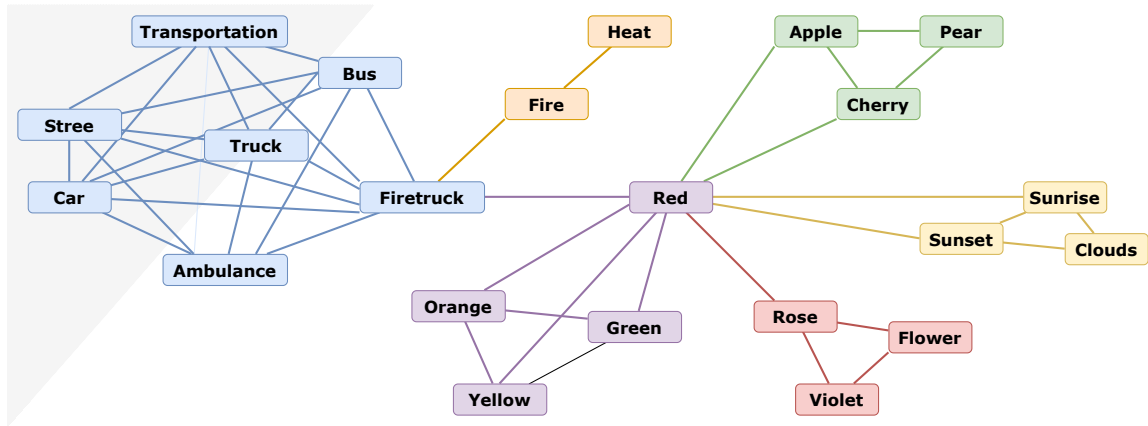 Transportation
Heat
Apple
Pear
Bus
Fire
Cherry
Stree
Truck
Car
Firetruck
Red
Sunrise
Sunset
Clouds
Ambulance
Orange
Green
Rose
Flower
Yellow
Violet